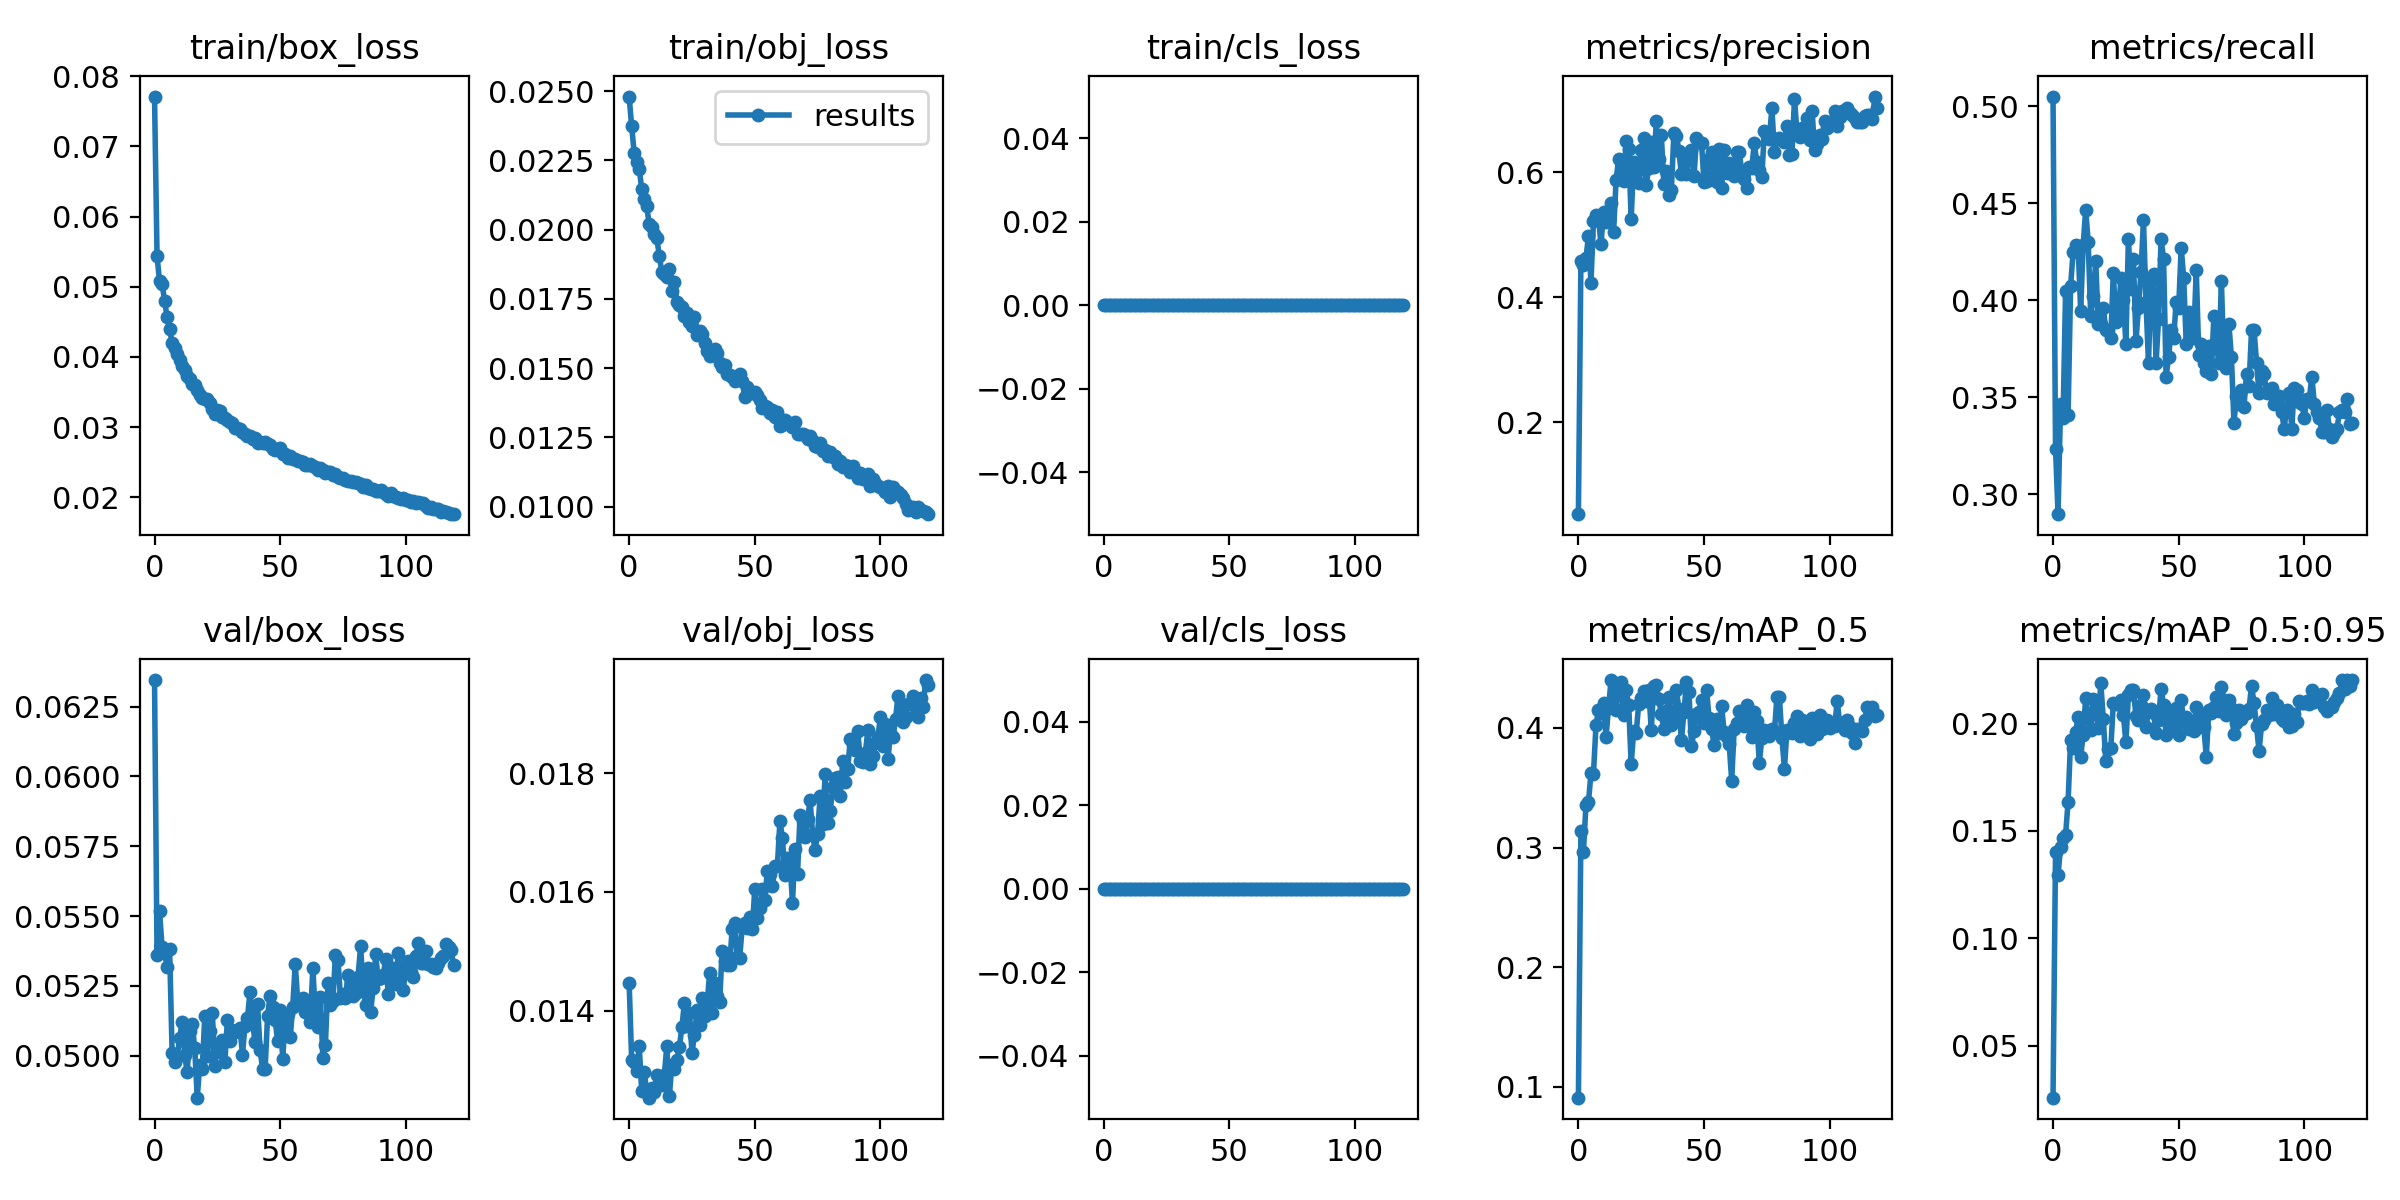 train/box_loss
0.08
0.07
0.06
0.05
0.04
0.03
0.02
0 50 100
train/obj_loss
results
0.0250
0.0225
0.0200
0.0175
0.0150
0.0125
0.0100
0 50 100
train/cls_loss
0.04
0.02
0.00
−0.02
−0.04
0 50 100
metrics/precision
0.6
0.4
0.2
0 50 100
metrics/recall
0.50
0.45
0.40
0.35
0.30
0 50 100
val/box_loss
0.0625
0.0600
0.0575
0.0550
0.0525
0.0500
0 50 100
val/obj_loss
0.018
0.016
0.014
0 50 100
val/cls_loss
0.04
0.02
0.00
−0.02
−0.04
0 50 100
metrics/mAP_0.5
0.4
0.3
0.2
0.1
0 50 100
metrics/mAP_0.5:0.95
0.20
0.15
0.10
0.05
0 50 100